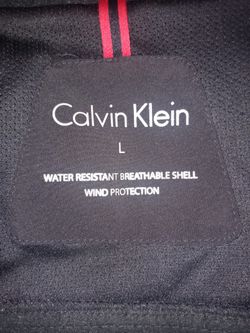 Calvin Klein
L
WATER RESISTANT BREATHABLE SHELL
WIND PROTECTION